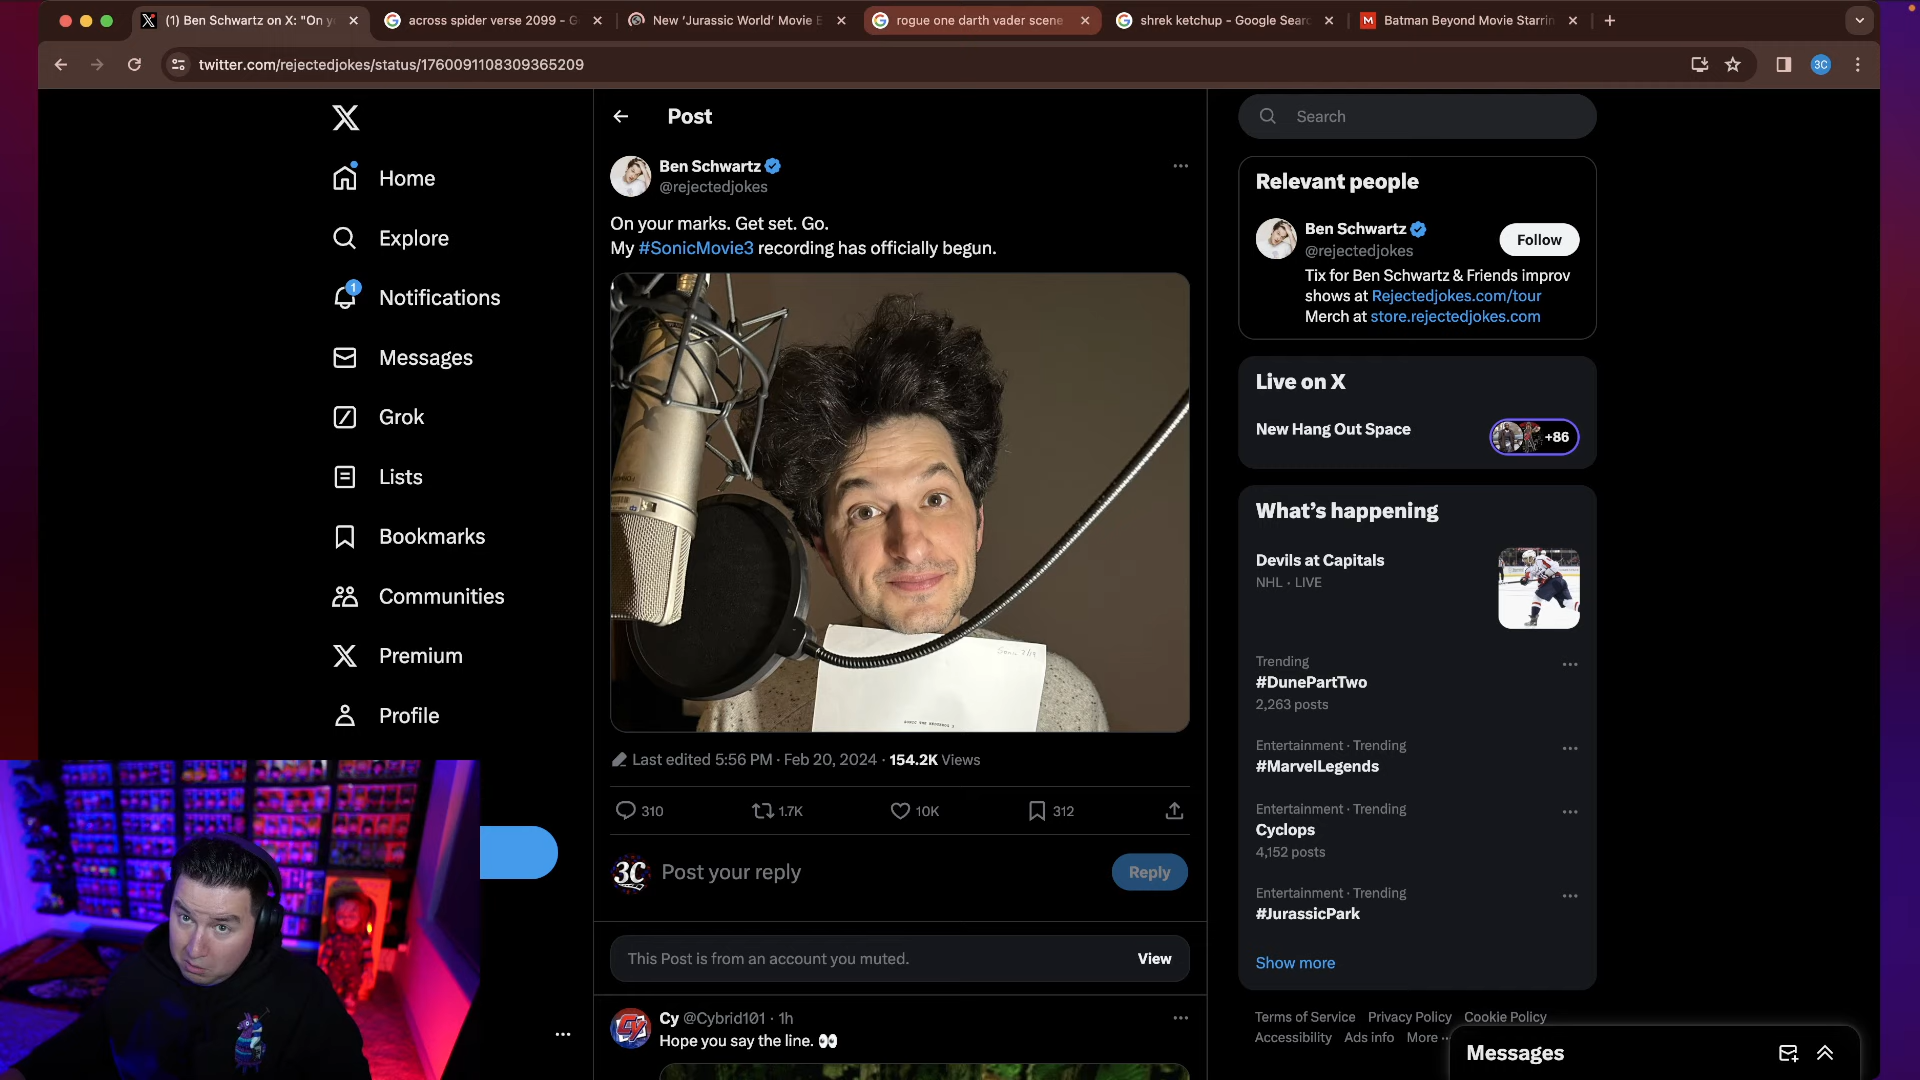 (1) Ben Schwartz on X: "On y
across spider verse 2099 - G
New ‘Jurassic World’ Movie E
rogue one darth vader scene
shrek ketchup - Google Sear
Batman Beyond Movie Starrin
twitter.com/rejectedjokes/status/1760091108309365209
3C
Home
Explore
1
Notifications
Messages
Grok
Lists
Bookmarks
Communities
Premium
Profile
Post
Ben Schwartz
@rejectedjokes
On your marks. Get set. Go.
My #SonicMovie3 recording has officially begun.
Sonic 2/19
Last edited 5:56 PM · Feb 20, 2024 · 154.2K Views
310
1.7K
10K
312
3C
Post your reply
Reply
This Post is from an account you muted.
View
Cy @Cybrid101 · 1h
Hope you say the line. 👀
Search
Relevant people
Ben Schwartz
@rejectedjokes
Follow
Tix for Ben Schwartz & Friends improv
shows at Rejectedjokes.com/tour
Merch at store.rejectedjokes.com
Live on X
New Hang Out Space
+86
What’s happening
Devils at Capitals
NHL · LIVE
Trending
#DunePartTwo
2,263 posts
Entertainment · Trending
#MarvelLegends
Entertainment · Trending
Cyclops
4,152 posts
Entertainment · Trending
#JurassicPark
Show more
Terms of Service Privacy Policy Cookie Policy
Accessibility Ads info More ···
Messages